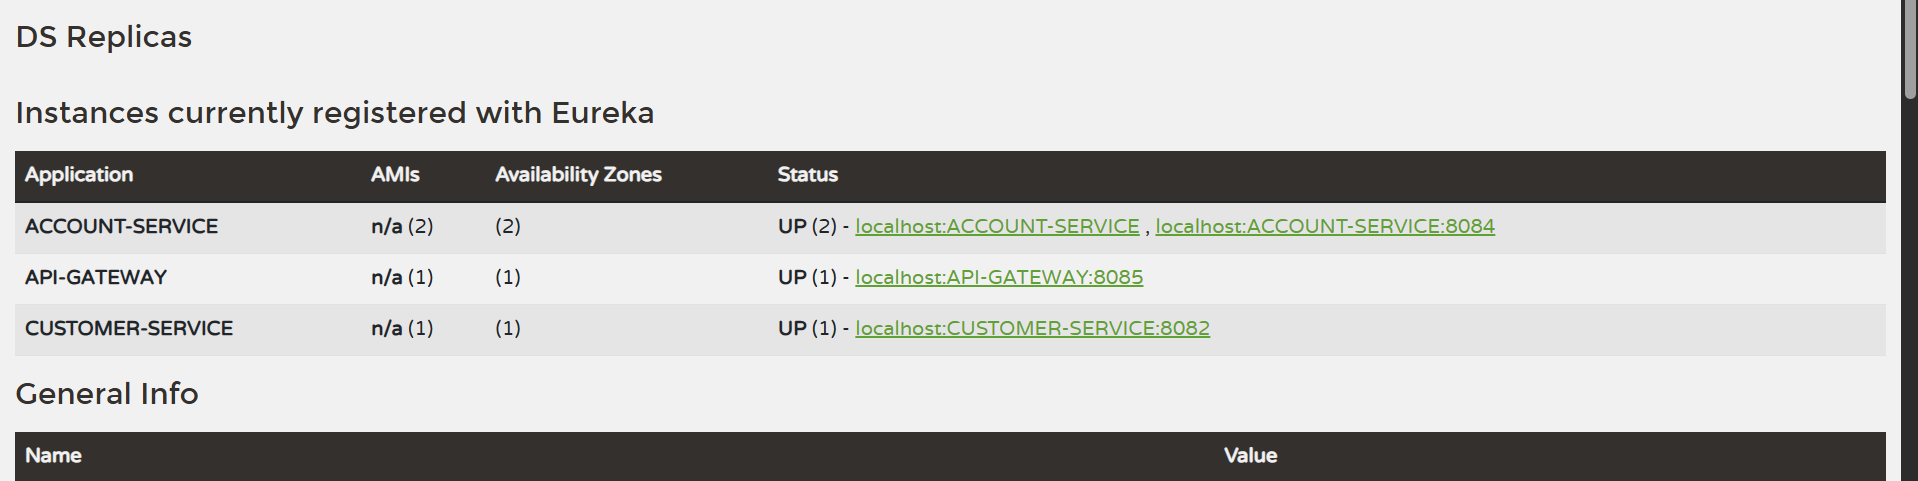 DS Replicas
Instances currently registered with Eureka
Application AMIs Availability Zones Status
ACCOUNT-SERVICE n/a (2) (2) UP (2) - localhost:ACCOUNT-SERVICE , localhost:ACCOUNT-SERVICE:8084
API-GATEWAY n/a (1) (1) UP (1) - localhost:API-GATEWAY:8085
CUSTOMER-SERVICE n/a (1) (1) UP (1) - localhost:CUSTOMER-SERVICE:8082
General Info
Name Value